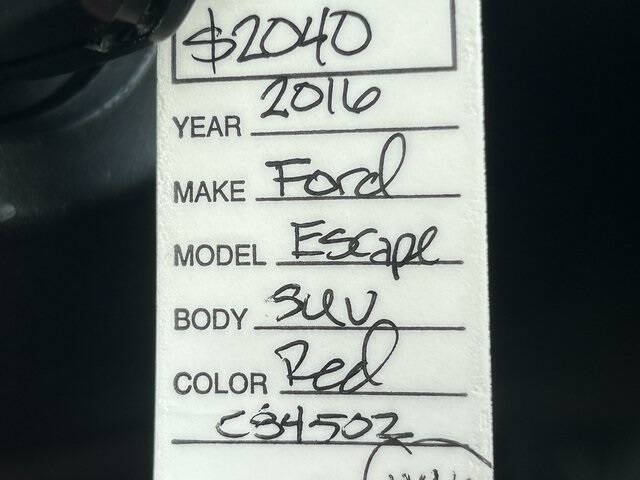 $2040
YEAR 2016
MAKE Ford
MODEL Escape
BODY SUV
COLOR Red
C34502